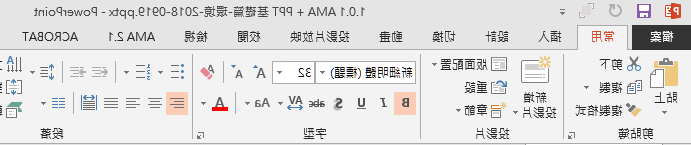 1.0.1 AMA + PPT 基礎篇-環境-2018-0919.pptx - PowerPoint
檔案 常用 插入 設計 切換 動畫 投影片放映 校閱 檢視 AMA 2.1 ACROBAT
貼上 剪下 新增投影片 版面配置 新細明體 (標題) 32 A A
複製 重設
複製格式 章節 B I U S abc AV Aa A
剪貼簿 投影片 字型 段落